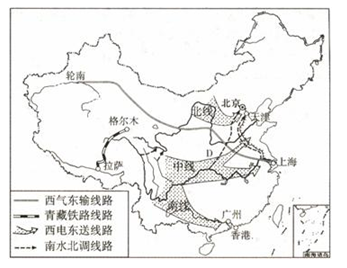 轮南
北京
天津
北线
格尔木
D
上海
中线
拉萨
南线
广州
香港
西气东输线路
青藏铁路线路
西电东送线路
南水北调线路
南海诸岛